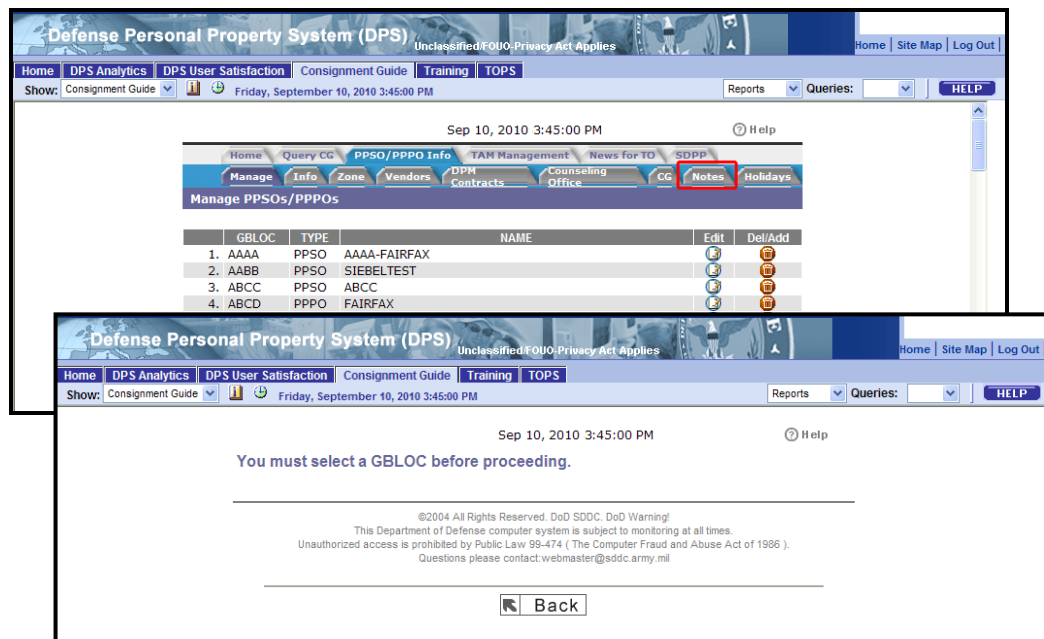 Defense Personal Property System (DPS)
Unclassified/FOUO-Privacy Act Applies
Home | Site Map | Log Out |
Home DPS Analytics DPS User Satisfaction Consignment Guide Training TOPS
Show: Consignment Guide Friday, September 10, 2010 3:45:00 PM Reports Queries: HELP
Sep 10, 2010 3:45:00 PM ? Help
Home Query CG PPSO/PPPO Info TAM Management News for TO SDPP
Manage Info Zone Vendors DPM Contracts Counseling Office CG Notes Holidays
Manage PPSOs/PPPOs
GBLOC TYPE NAME Edit Del/Add
1. AAAA PPSO AAAA-FAIRFAX
2. AABB PPSO SIEBELTEST
3. ABCC PPSO ABCC
4. ABCD PPPO FAIRFAX
Defense Personal Property System (DPS)
Unclassified/FOUO-Privacy Act Applies
Home | Site Map | Log Out
Home DPS Analytics DPS User Satisfaction Consignment Guide Training TOPS
Show: Consignment Guide Friday, September 10, 2010 3:45:00 PM Reports Queries: HELP
Sep 10, 2010 3:45:00 PM ? Help
You must select a GBLOC before proceeding.
©2004 All Rights Reserved. DoD SDDC. DoD Warning!
This Department of Defense computer system is subject to monitoring at all times.
Unauthorized access is prohibited by Public Law 99-474 ( The Computer Fraud and Abuse Act of 1986 ).
Questions please contact:webmaster@sddc.army.mil
Back